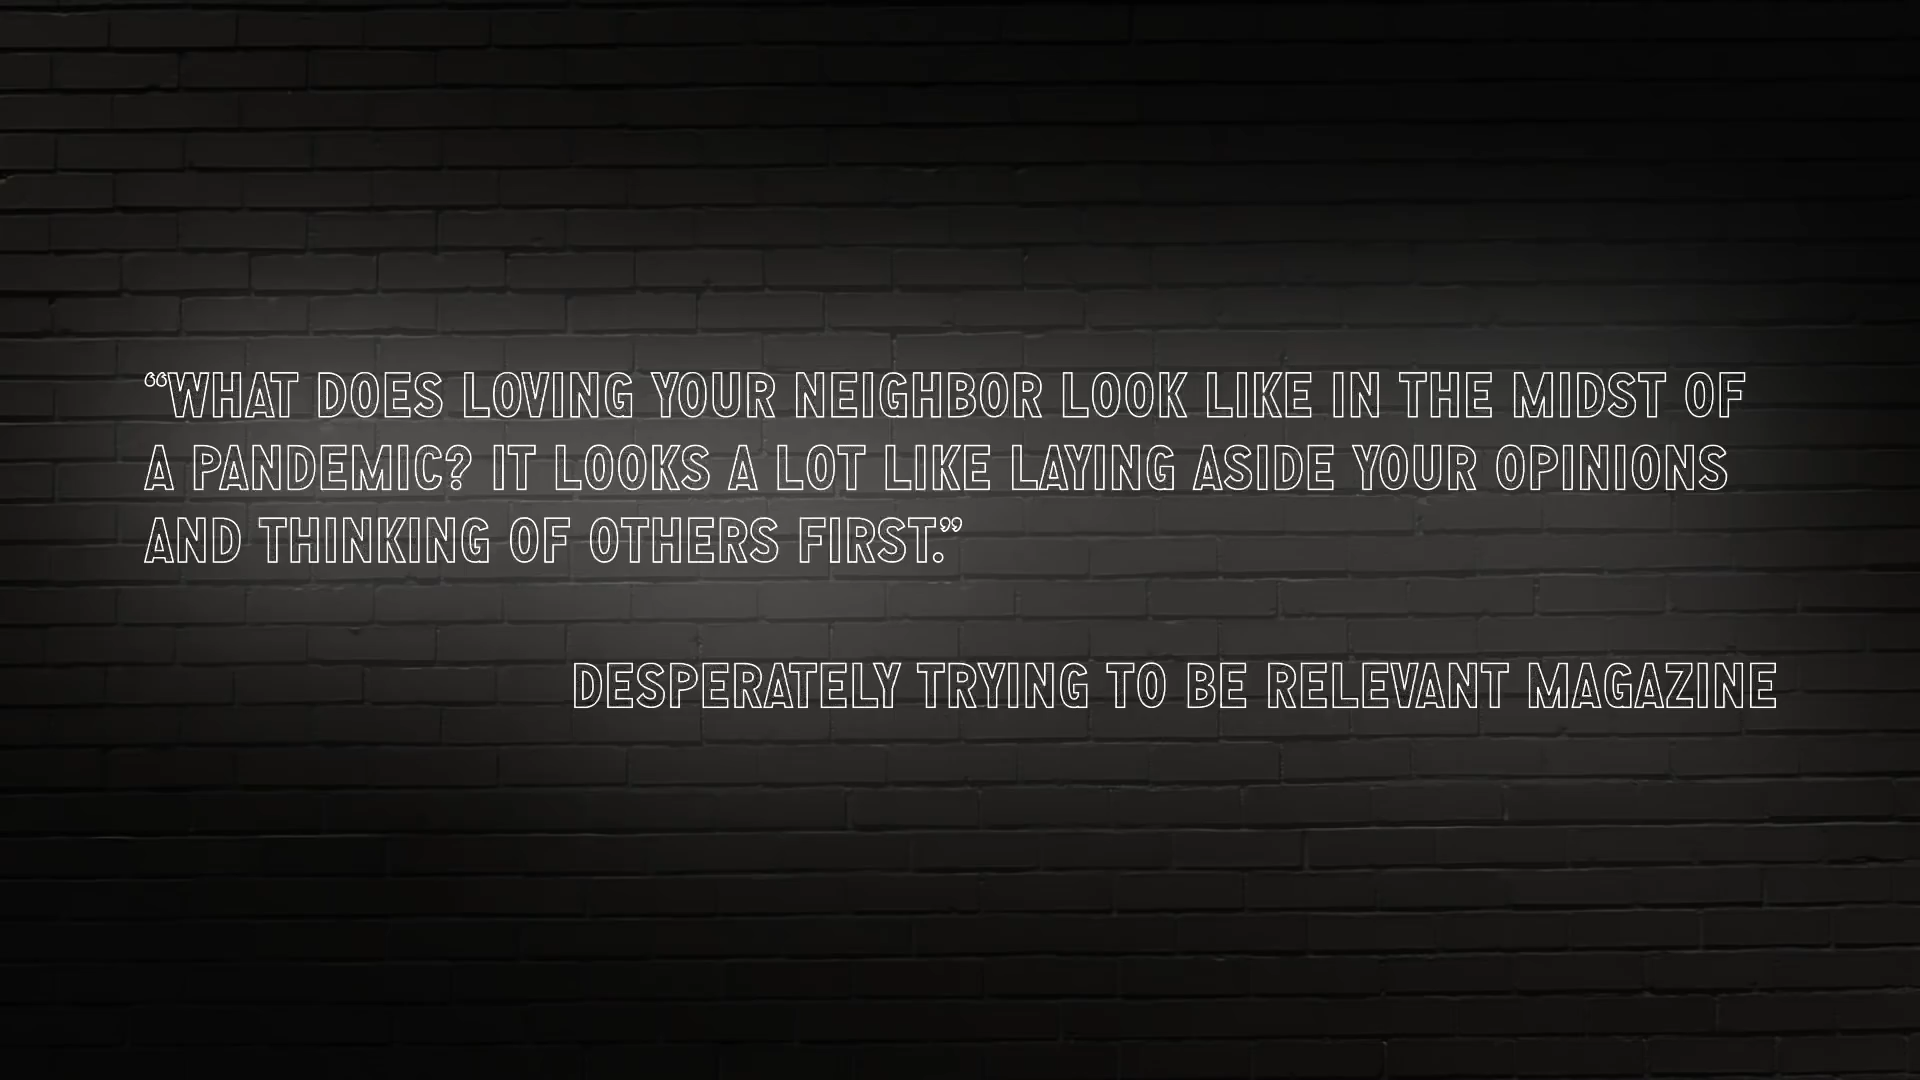 “WHAT DOES LOVING YOUR NEIGHBOR LOOK LIKE IN THE MIDST OF
A PANDEMIC? IT LOOKS A LOT LIKE LAYING ASIDE YOUR OPINIONS
AND THINKING OF OTHERS FIRST.”
DESPERATELY TRYING TO BE RELEVANT MAGAZINE